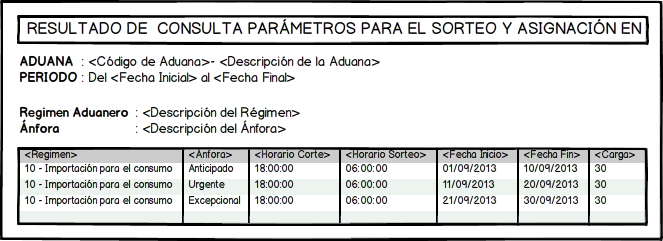 RESULTADO DE CONSULTA PARÁMETROS PARA EL SORTEO Y ASIGNACIÓN EN
ADUANA : <Código de Aduana>- <Descripción de la Aduana>
PERIODO : Del <Fecha Inicial> al <Fecha Final>
Regimen Aduanero : <Descripción del Régimen>
Ánfora : <Descripción del Ánfora>
<Regimen> <Ánfora> <Horario Corte> <Horario Sorteo> <Fecha Inicio> <Fecha Fin> <Carga>
10 - Importación para el consumo Anticipado 18:00:00 06:00:00 01/09/2013 10/09/2013 30
10 - Importación para el consumo Urgente 18:00:00 06:00:00 11/09/2013 20/09/2013 30
10 - Importación para el consumo Excepcional 18:00:00 06:00:00 21/09/2013 30/09/2013 30